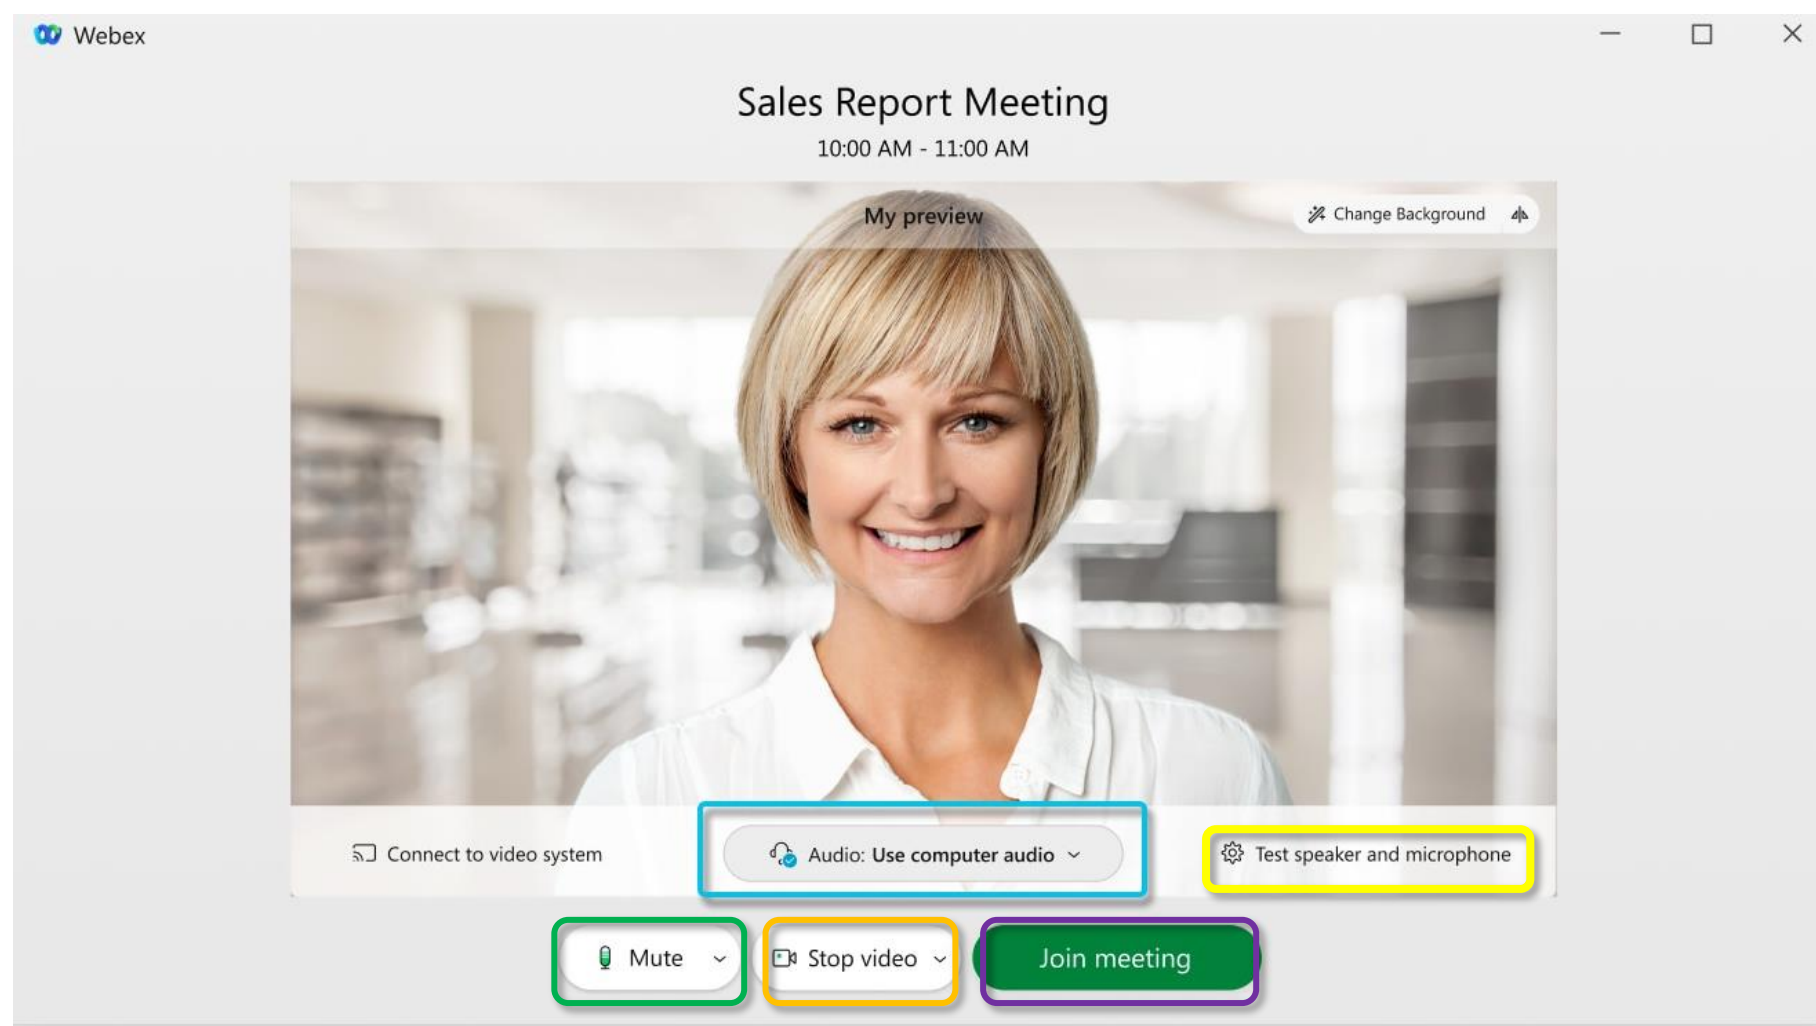 Webex
Sales Report Meeting
10:00 AM - 11:00 AM
My preview
Change Background
Connect to video system
Audio: Use computer audio
Test speaker and microphone
Mute
Stop video
Join meeting